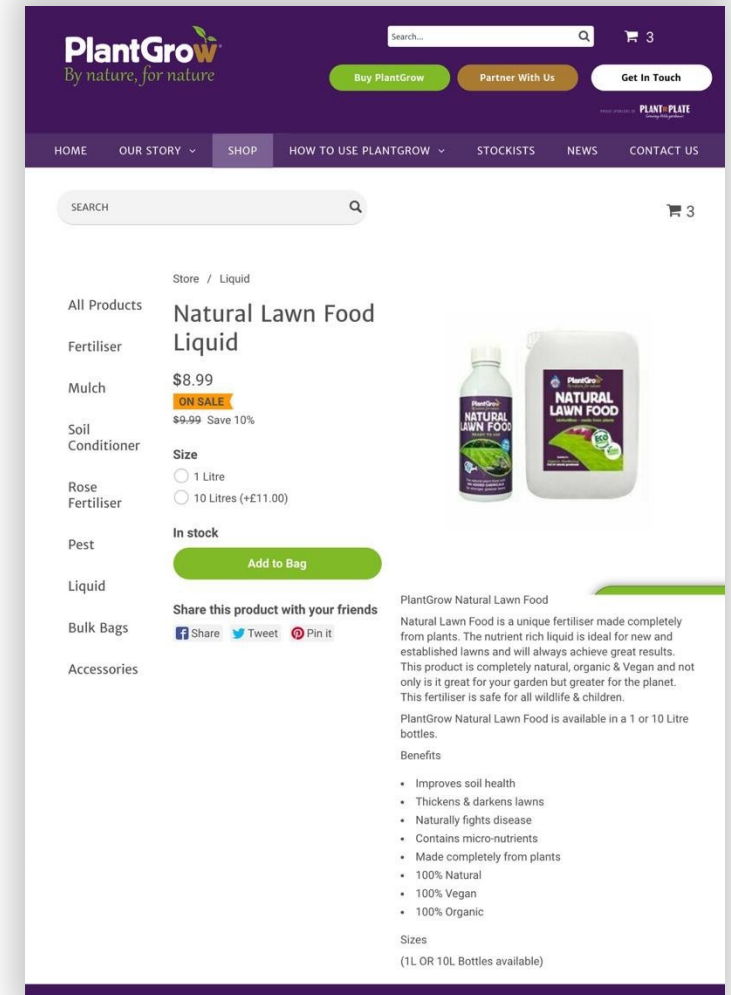 PlantGrow
By nature, for nature
Search...
3
Buy PlantGrow
Partner With Us
Get In Touch
PLANT PLATE
HOME
OUR STORY
SHOP
HOW TO USE PLANTGROW
STOCKISTS
NEWS
CONTACT US
SEARCH
3
All Products
Fertiliser
Mulch
Soil
Conditioner
Rose
Fertiliser
Pest
Liquid
Bulk Bags
Accessories
Store / Liquid
Natural Lawn Food
Liquid
$8.99
ON SALE
$9.99 Save 10%
Size
1 Litre
10 Litres (+£11.00)
In stock
Add to Bag
Share this product with your friends
Share
Tweet
Pin it
PlantGrow
NATURAL
LAWN FOOD
READY TO USE
PlantGrow
NATURAL
LAWN FOOD
ECO
PlantGrow Natural Lawn Food
Natural Lawn Food is a unique fertiliser made completely
from plants. The nutrient rich liquid is ideal for new and
established lawns and will always achieve great results.
This product is completely natural, organic & Vegan and not
only is it great for your garden but greater for the planet.
This fertiliser is safe for all wildlife & children.
PlantGrow Natural Lawn Food is available in a 1 or 10 Litre
bottles.
Benefits
• Improves soil health
• Thickens & darkens lawns
• Naturally fights disease
• Contains micro-nutrients
• Made completely from plants
• 100% Natural
• 100% Vegan
• 100% Organic
Sizes
(1L OR 10L Bottles available)